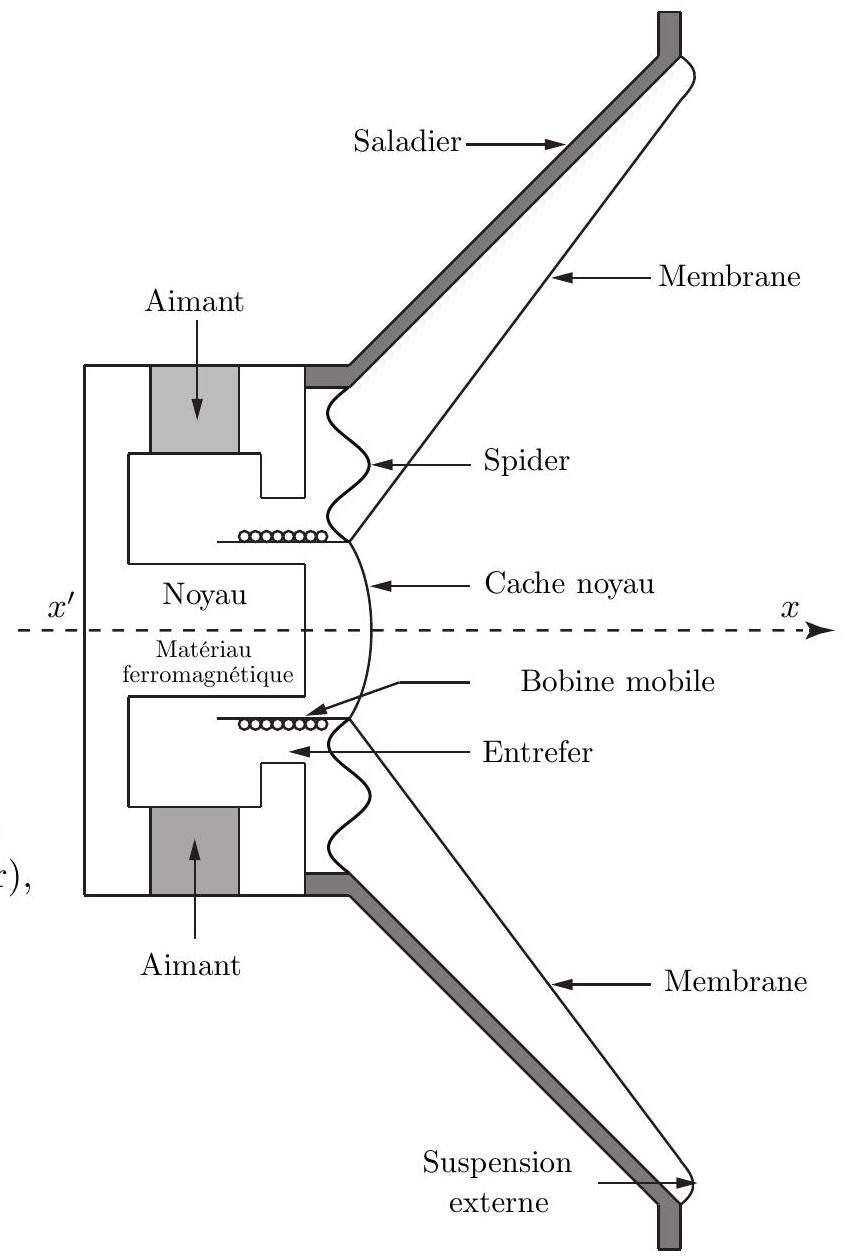 Saladier
Membrane
Aimant
Spider
Cache noyau
Noyau
x′
x
Matériau
ferromagnétique
Bobine mobile
Entrefer
r),
Aimant
Membrane
Suspension
externe